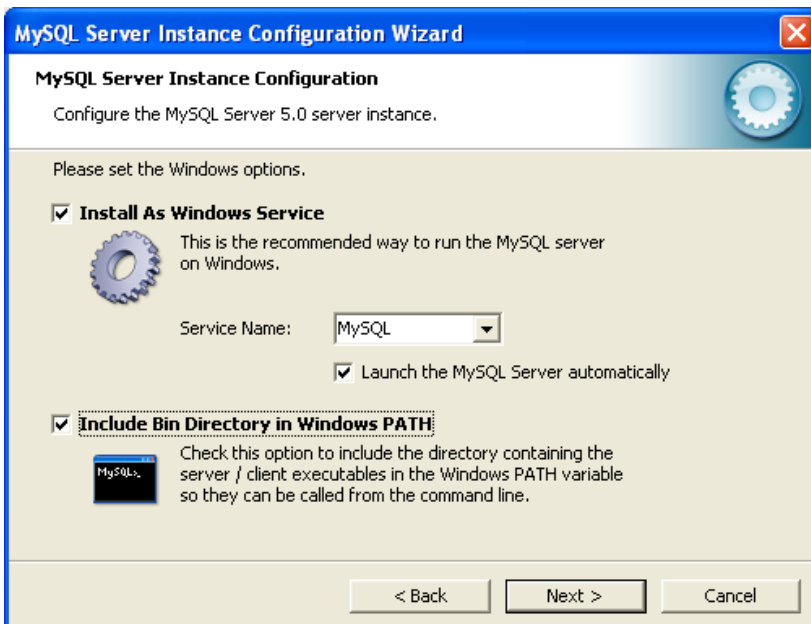 MySQL Server Instance Configuration Wizard
MySQL Server Instance Configuration
Configure the MySQL Server 5.0 server instance.
Please set the Windows options.
Install As Windows Service
This is the recommended way to run the MySQL server
on Windows.
Service Name: MySQL
Launch the MySQL Server automatically
Include Bin Directory in Windows PATH
Check this option to include the directory containing the
server / client executables in the Windows PATH variable
so they can be called from the command line.
MySQL>_
< Back Next > Cancel